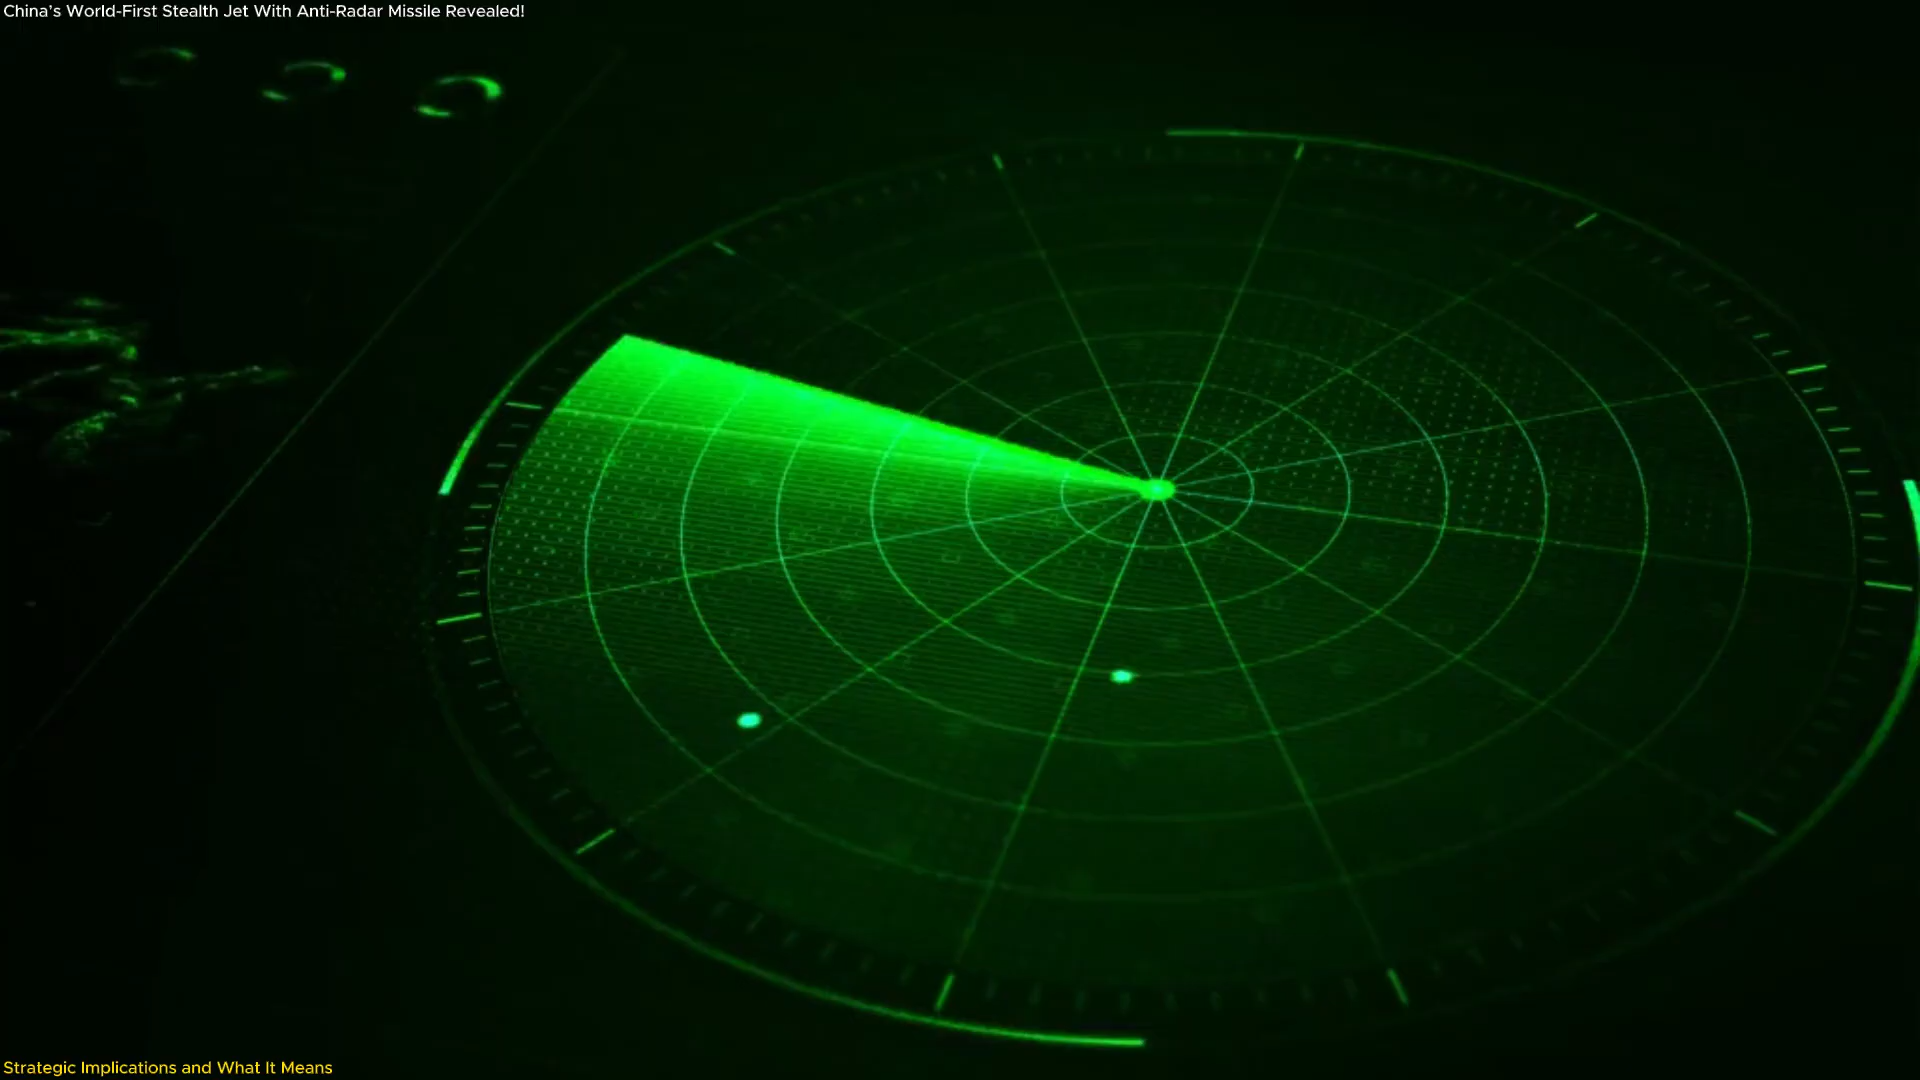 China’s World-First Stealth Jet With Anti-Radar Missile Revealed!
Strategic Implications and What It Means